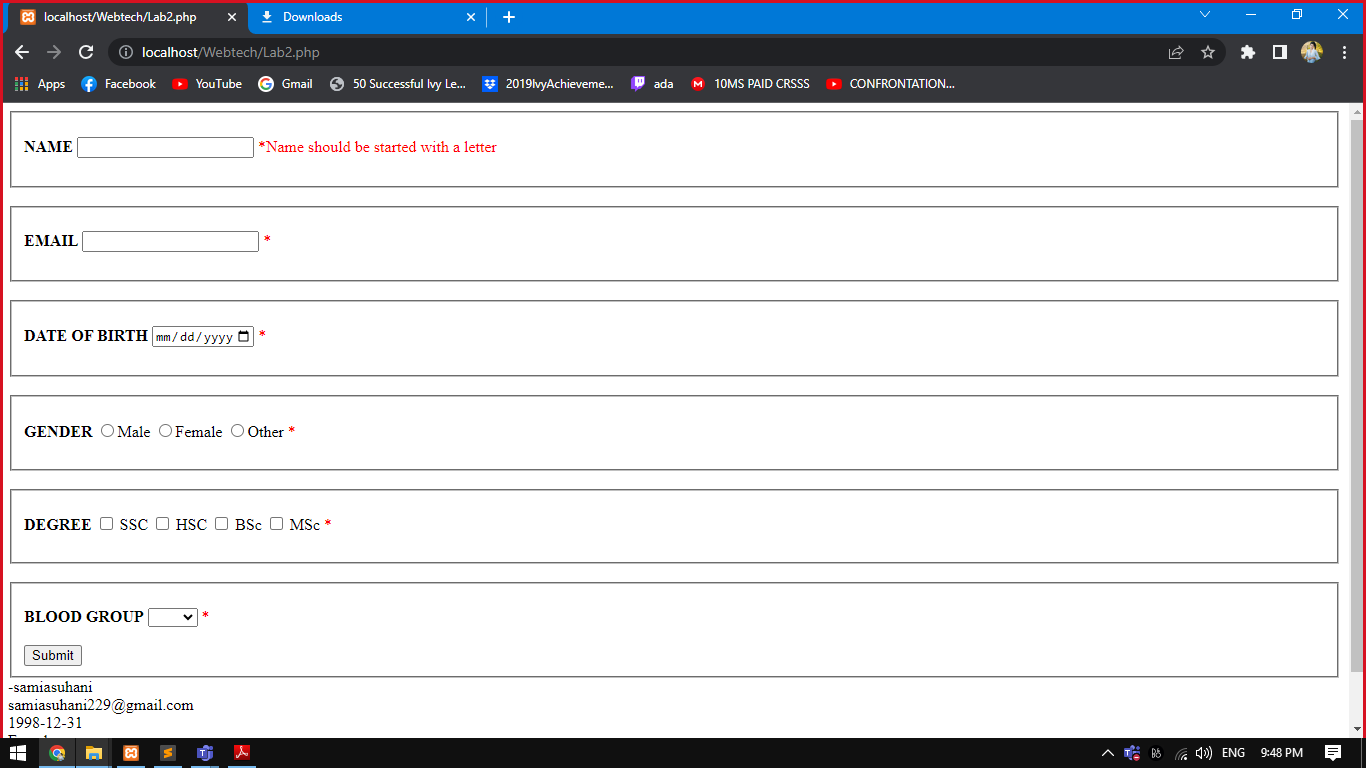 localhost/Webtech/Lab2.php
Downloads
localhost/Webtech/Lab2.php
Apps
Facebook
YouTube
Gmail
50 Successful Ivy Le...
2019IvyAchieveme...
ada
10MS PAID CRSSS
CONFRONTATION...
NAME *Name should be started with a letter
EMAIL *
DATE OF BIRTH mm/dd/yyyy *
GENDER Male Female Other *
DEGREE SSC HSC BSc MSc *
BLOOD GROUP *
Submit
-samiasuhani
samiasuhani229@gmail.com
1998-12-31
ENG 9:48 PM